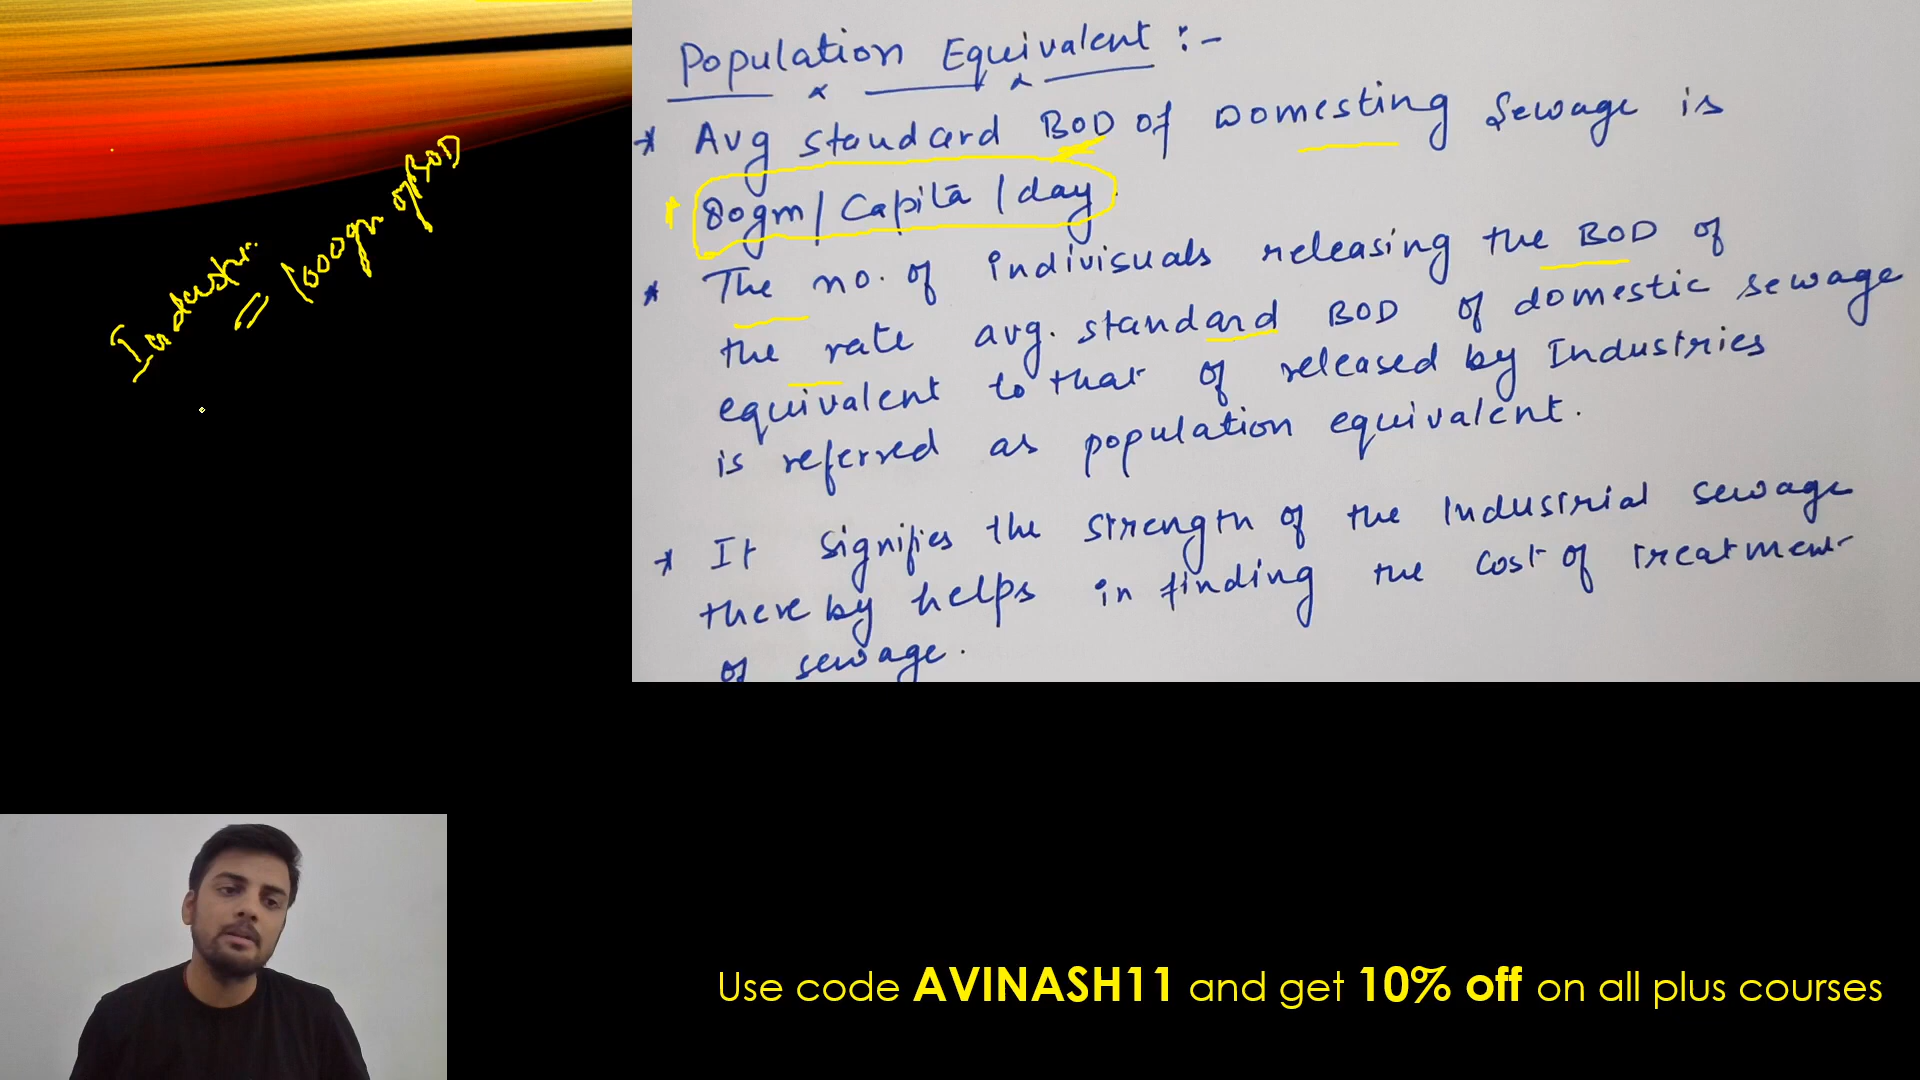 Population Equivalent :-
* Avg standard BOD of Domesting Sewage is
80gm / Capita / day
* The no. of indivisuals releasing the BOD of
the rate avg. standard BOD of domestic sewage
equivalent to that of released by Industries
is referred as population equivalent.
* It signifies the strength of the Industrial sewage
there by helps in finding the cost of treatment
of sewage.
= 1000gm of BOD
Use code AVINASH11 and get 10% off on all plus courses